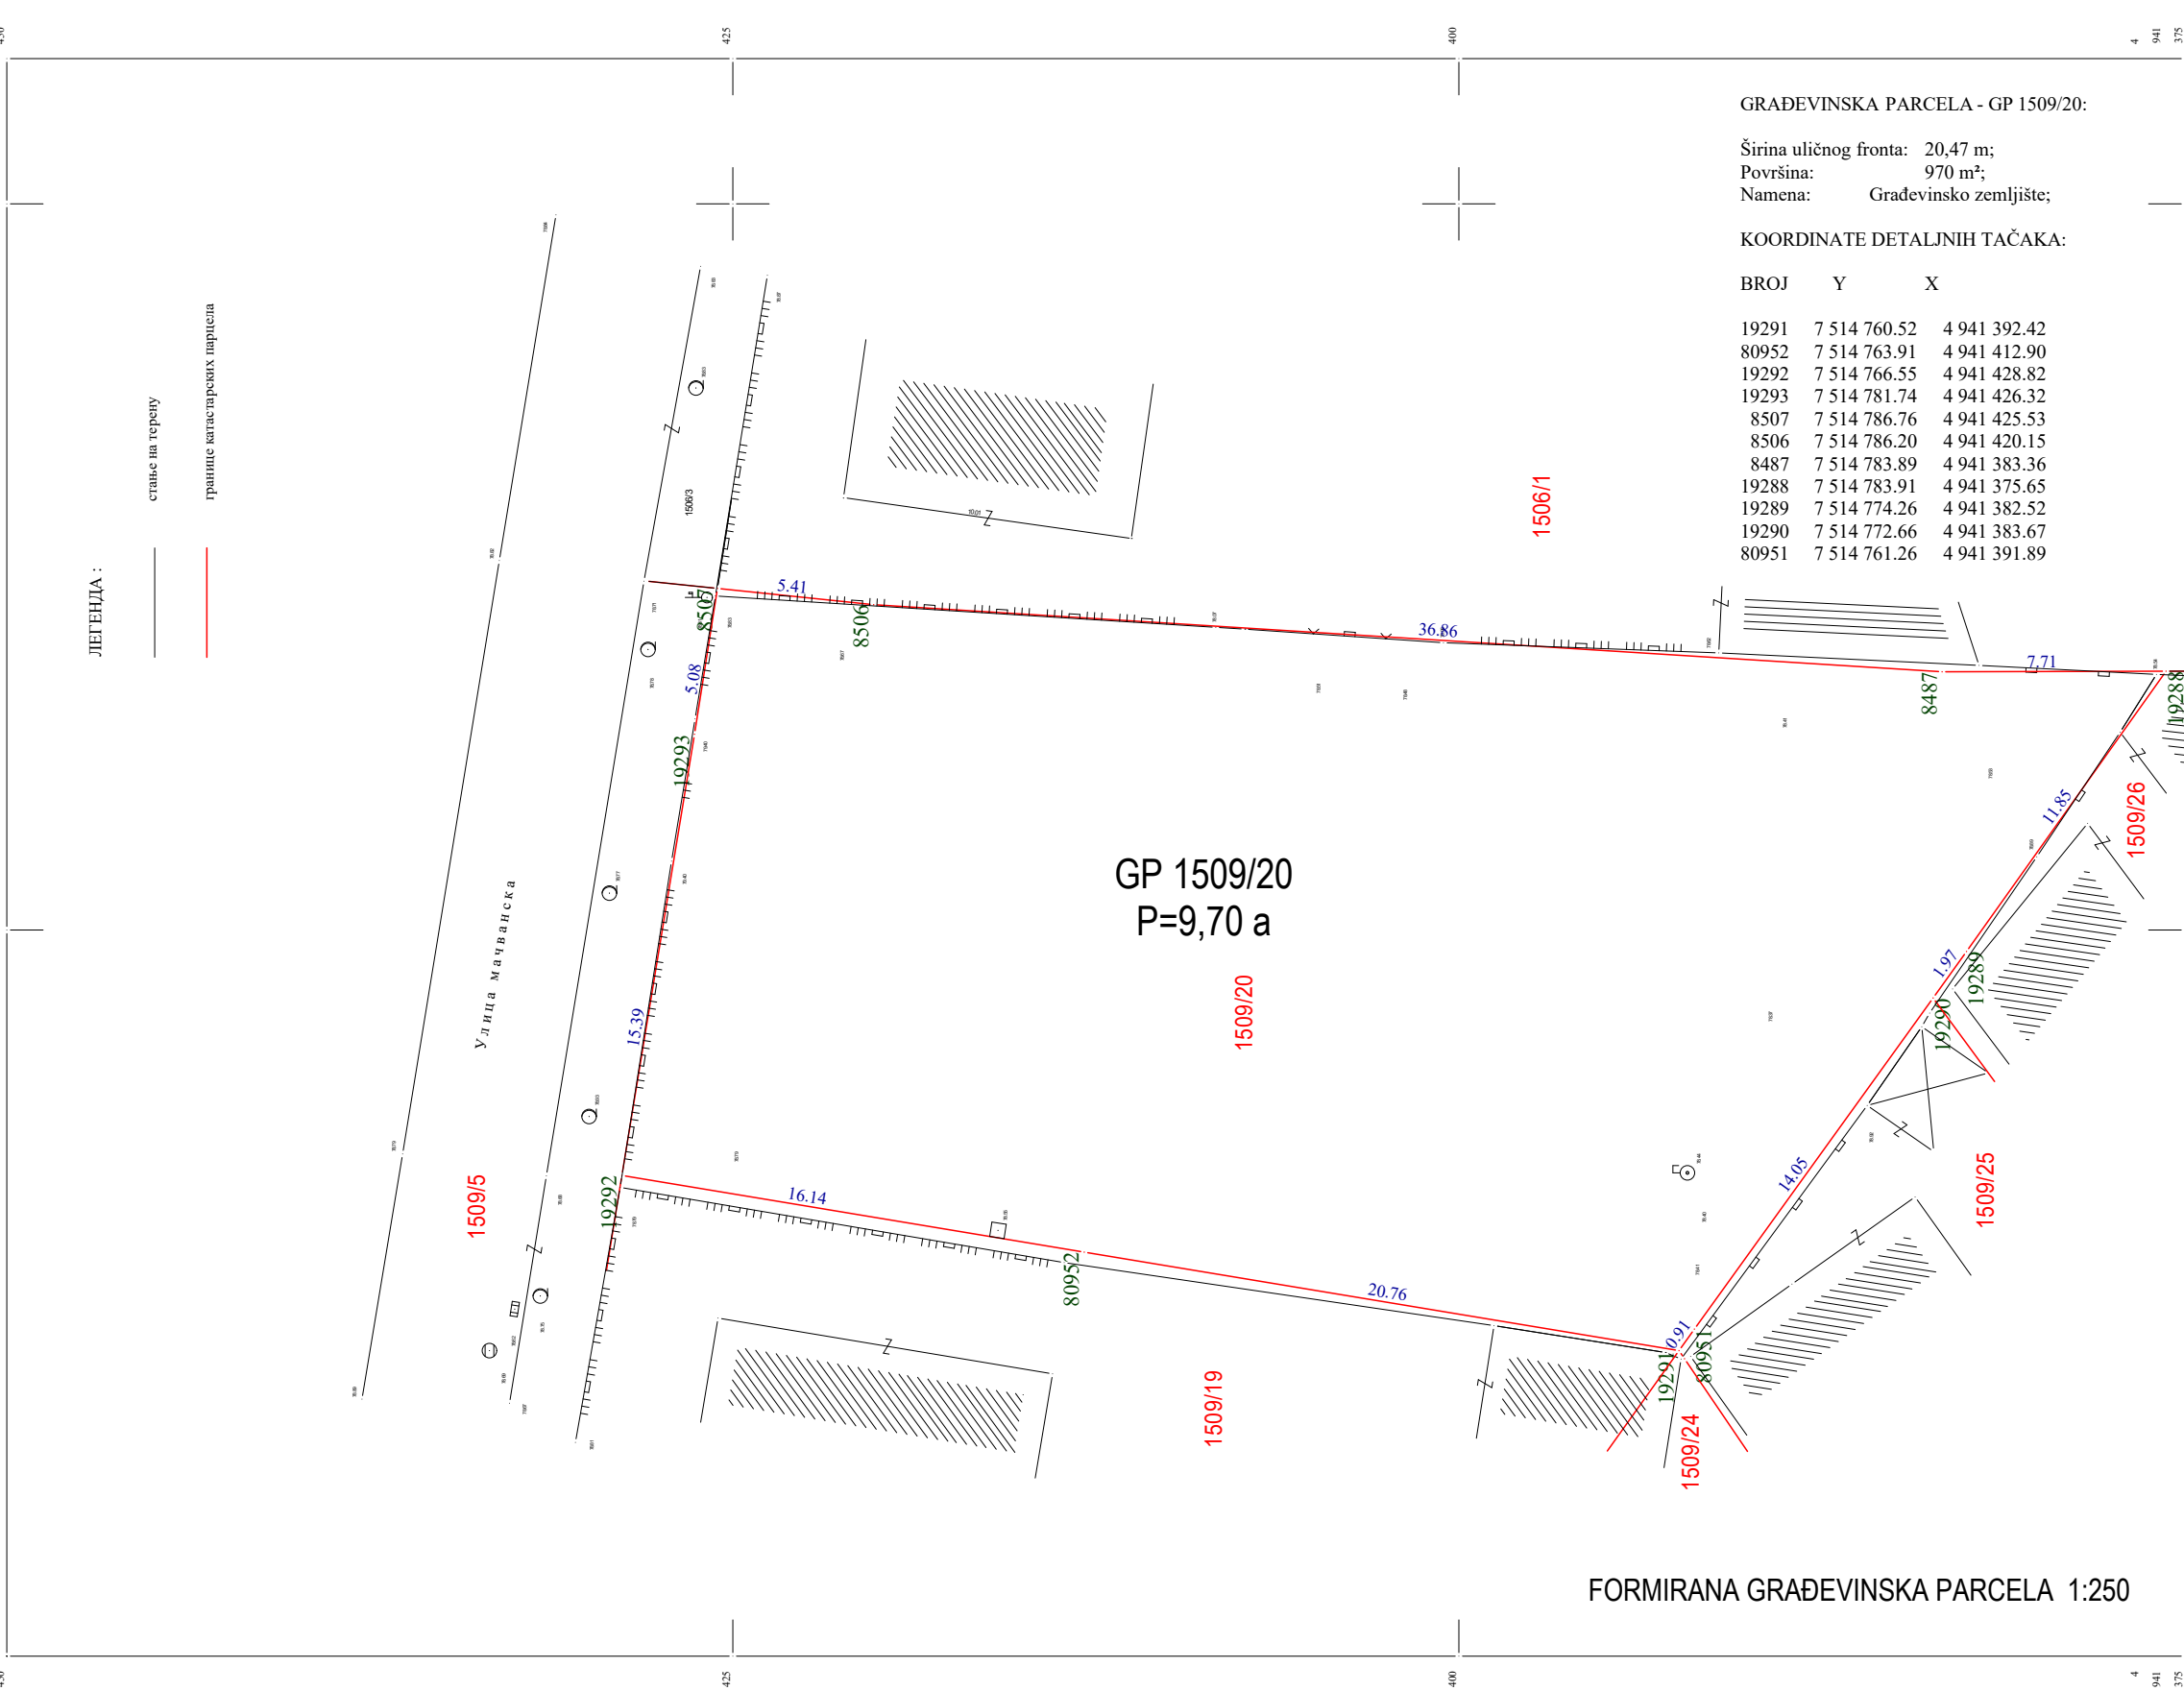 450
425
400
4
941
375
GRAĐEVINSKA PARCELA - GP 1509/20:
Širina uličnog fronta: 20,47 m;
Površina: 970 m²;
Namena: Građevinsko zemljište;
KOORDINATE DETALJNIH TAČAKA:
BROJ Y X
19291 7 514 760.52 4 941 392.42
80952 7 514 763.91 4 941 412.90
19292 7 514 766.55 4 941 428.82
19293 7 514 781.74 4 941 426.32
8507 7 514 786.76 4 941 425.53
8506 7 514 786.20 4 941 420.15
8487 7 514 783.89 4 941 383.36
19288 7 514 783.91 4 941 375.65
19289 7 514 774.26 4 941 382.52
19290 7 514 772.66 4 941 383.67
80951 7 514 761.26 4 941 391.89
ЛЕГЕНДА :
стање на терену
границе катастарских парцела
1506/3
1506/1
5.41
8507
8506
36.86
7.71
8487
19288
5.08
19293
11.85
1509/26
GP 1509/20
P=9,70 a
Улица мачванска
1.97
19289
19290
15.39
1509/20
14.05
1509/5
19292
16.14
80952
1509/25
20.76
0.91
19291
80951
1509/19
1509/24
FORMIRANA GRAĐEVINSKA PARCELA 1:250
450
425
400
4
941
375